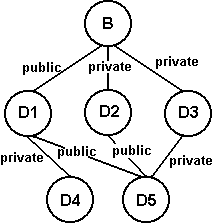 B
public private private
D1 D2 D3
private public public private
D4 D5